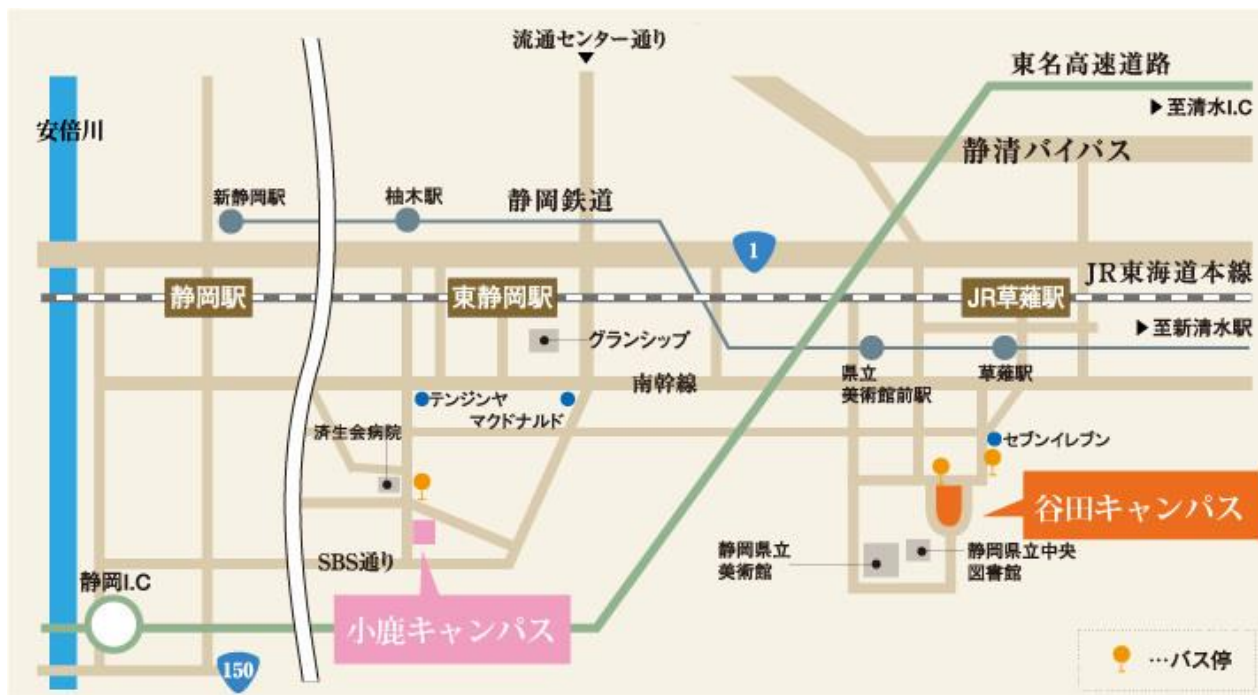 流通センター通り
東名高速道路
▶至清水I.C
安倍川
静清バイパス
新静岡駅
柚木駅
静岡鉄道
1
JR東海道本線
静岡駅
東静岡駅
JR草薙駅
▶至新清水駅
グランシップ
南幹線
県立
美術館前駅
草薙駅
テンジンヤ
マクドナルド
済生会病院
セブンイレブン
谷田キャンパス
SBS通り
静岡県立
美術館
静岡県立中央
図書館
静岡I.C
小鹿キャンパス
150
…バス停